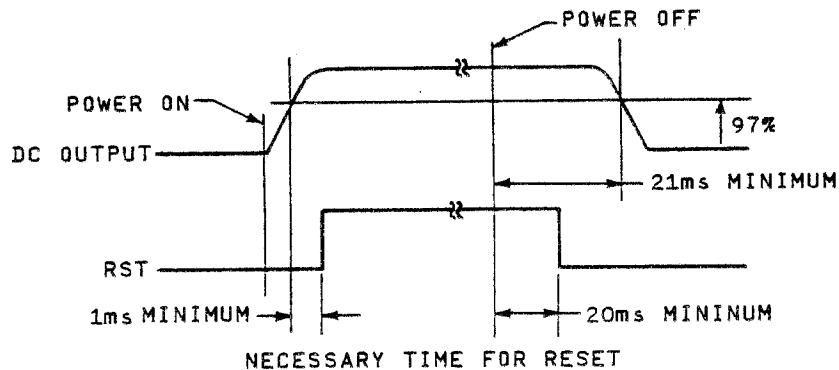 POWER OFF
POWER ON
97%
DC OUTPUT
21ms MINIMUM
RST
1ms MINIMUM
20ms MININUM
NECESSARY TIME FOR RESET